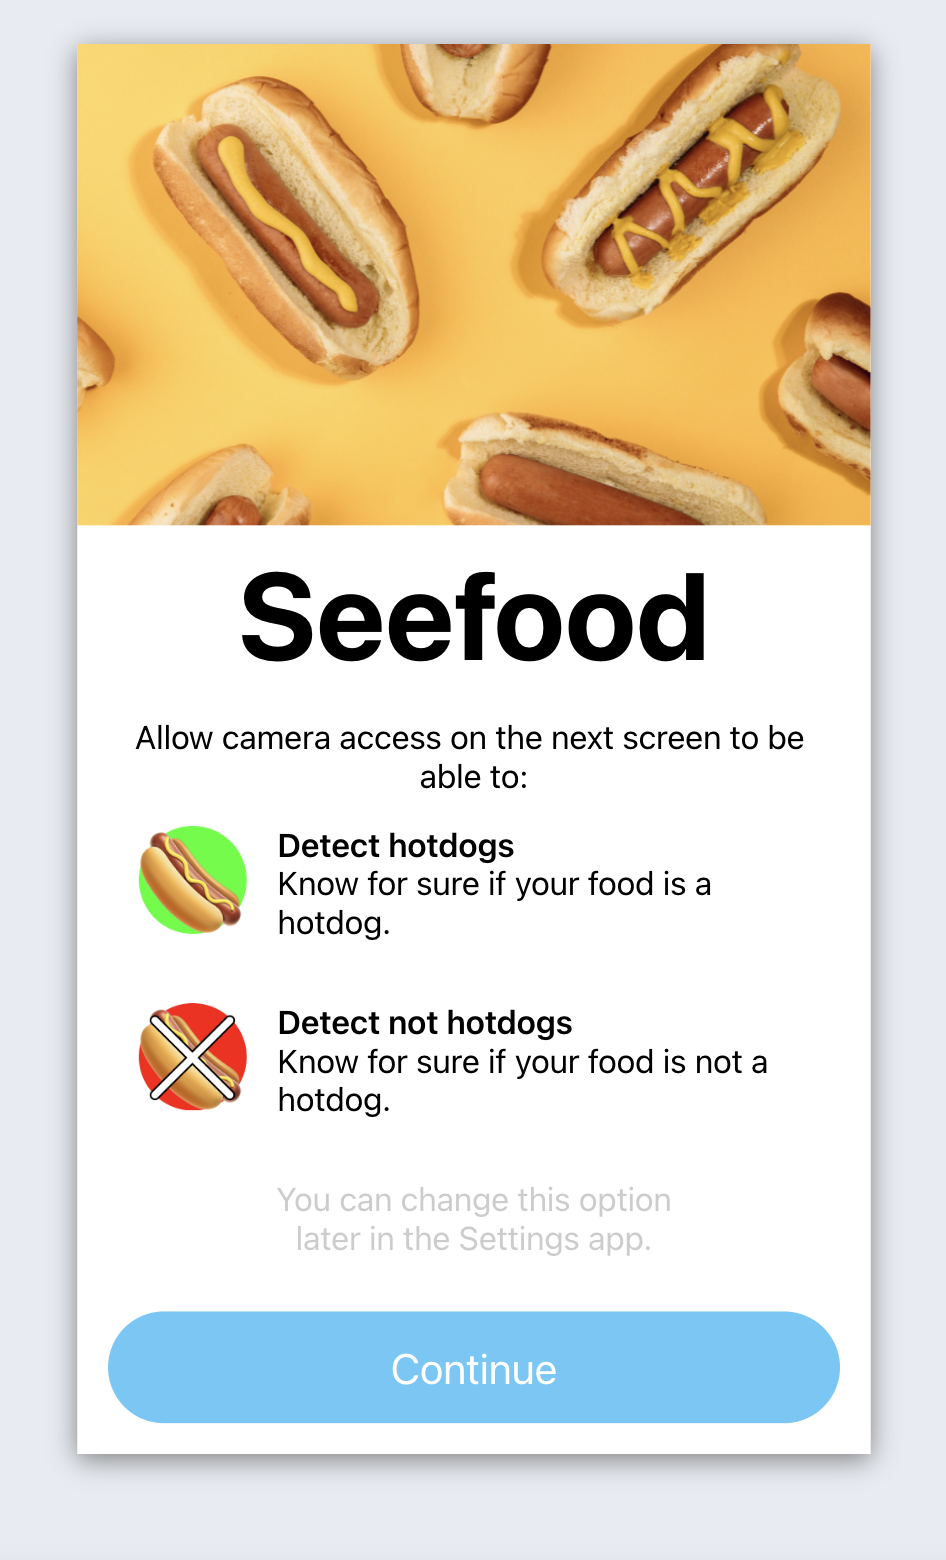 Seefood
Allow camera access on the next screen to be
able to:
Detect hotdogs
Know for sure if your food is a
hotdog.
Detect not hotdogs
Know for sure if your food is not a
hotdog.
You can change this option
later in the Settings app.
Continue